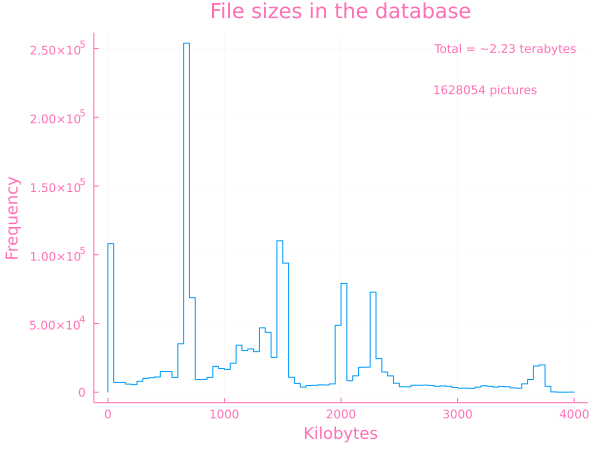 File sizes in the database
Total = ~2.23 terabytes
1628054 pictures
Frequency
2.50×10⁵
2.00×10⁵
1.50×10⁵
1.00×10⁵
5.00×10⁴
0
0 1000 2000 3000 4000
Kilobytes